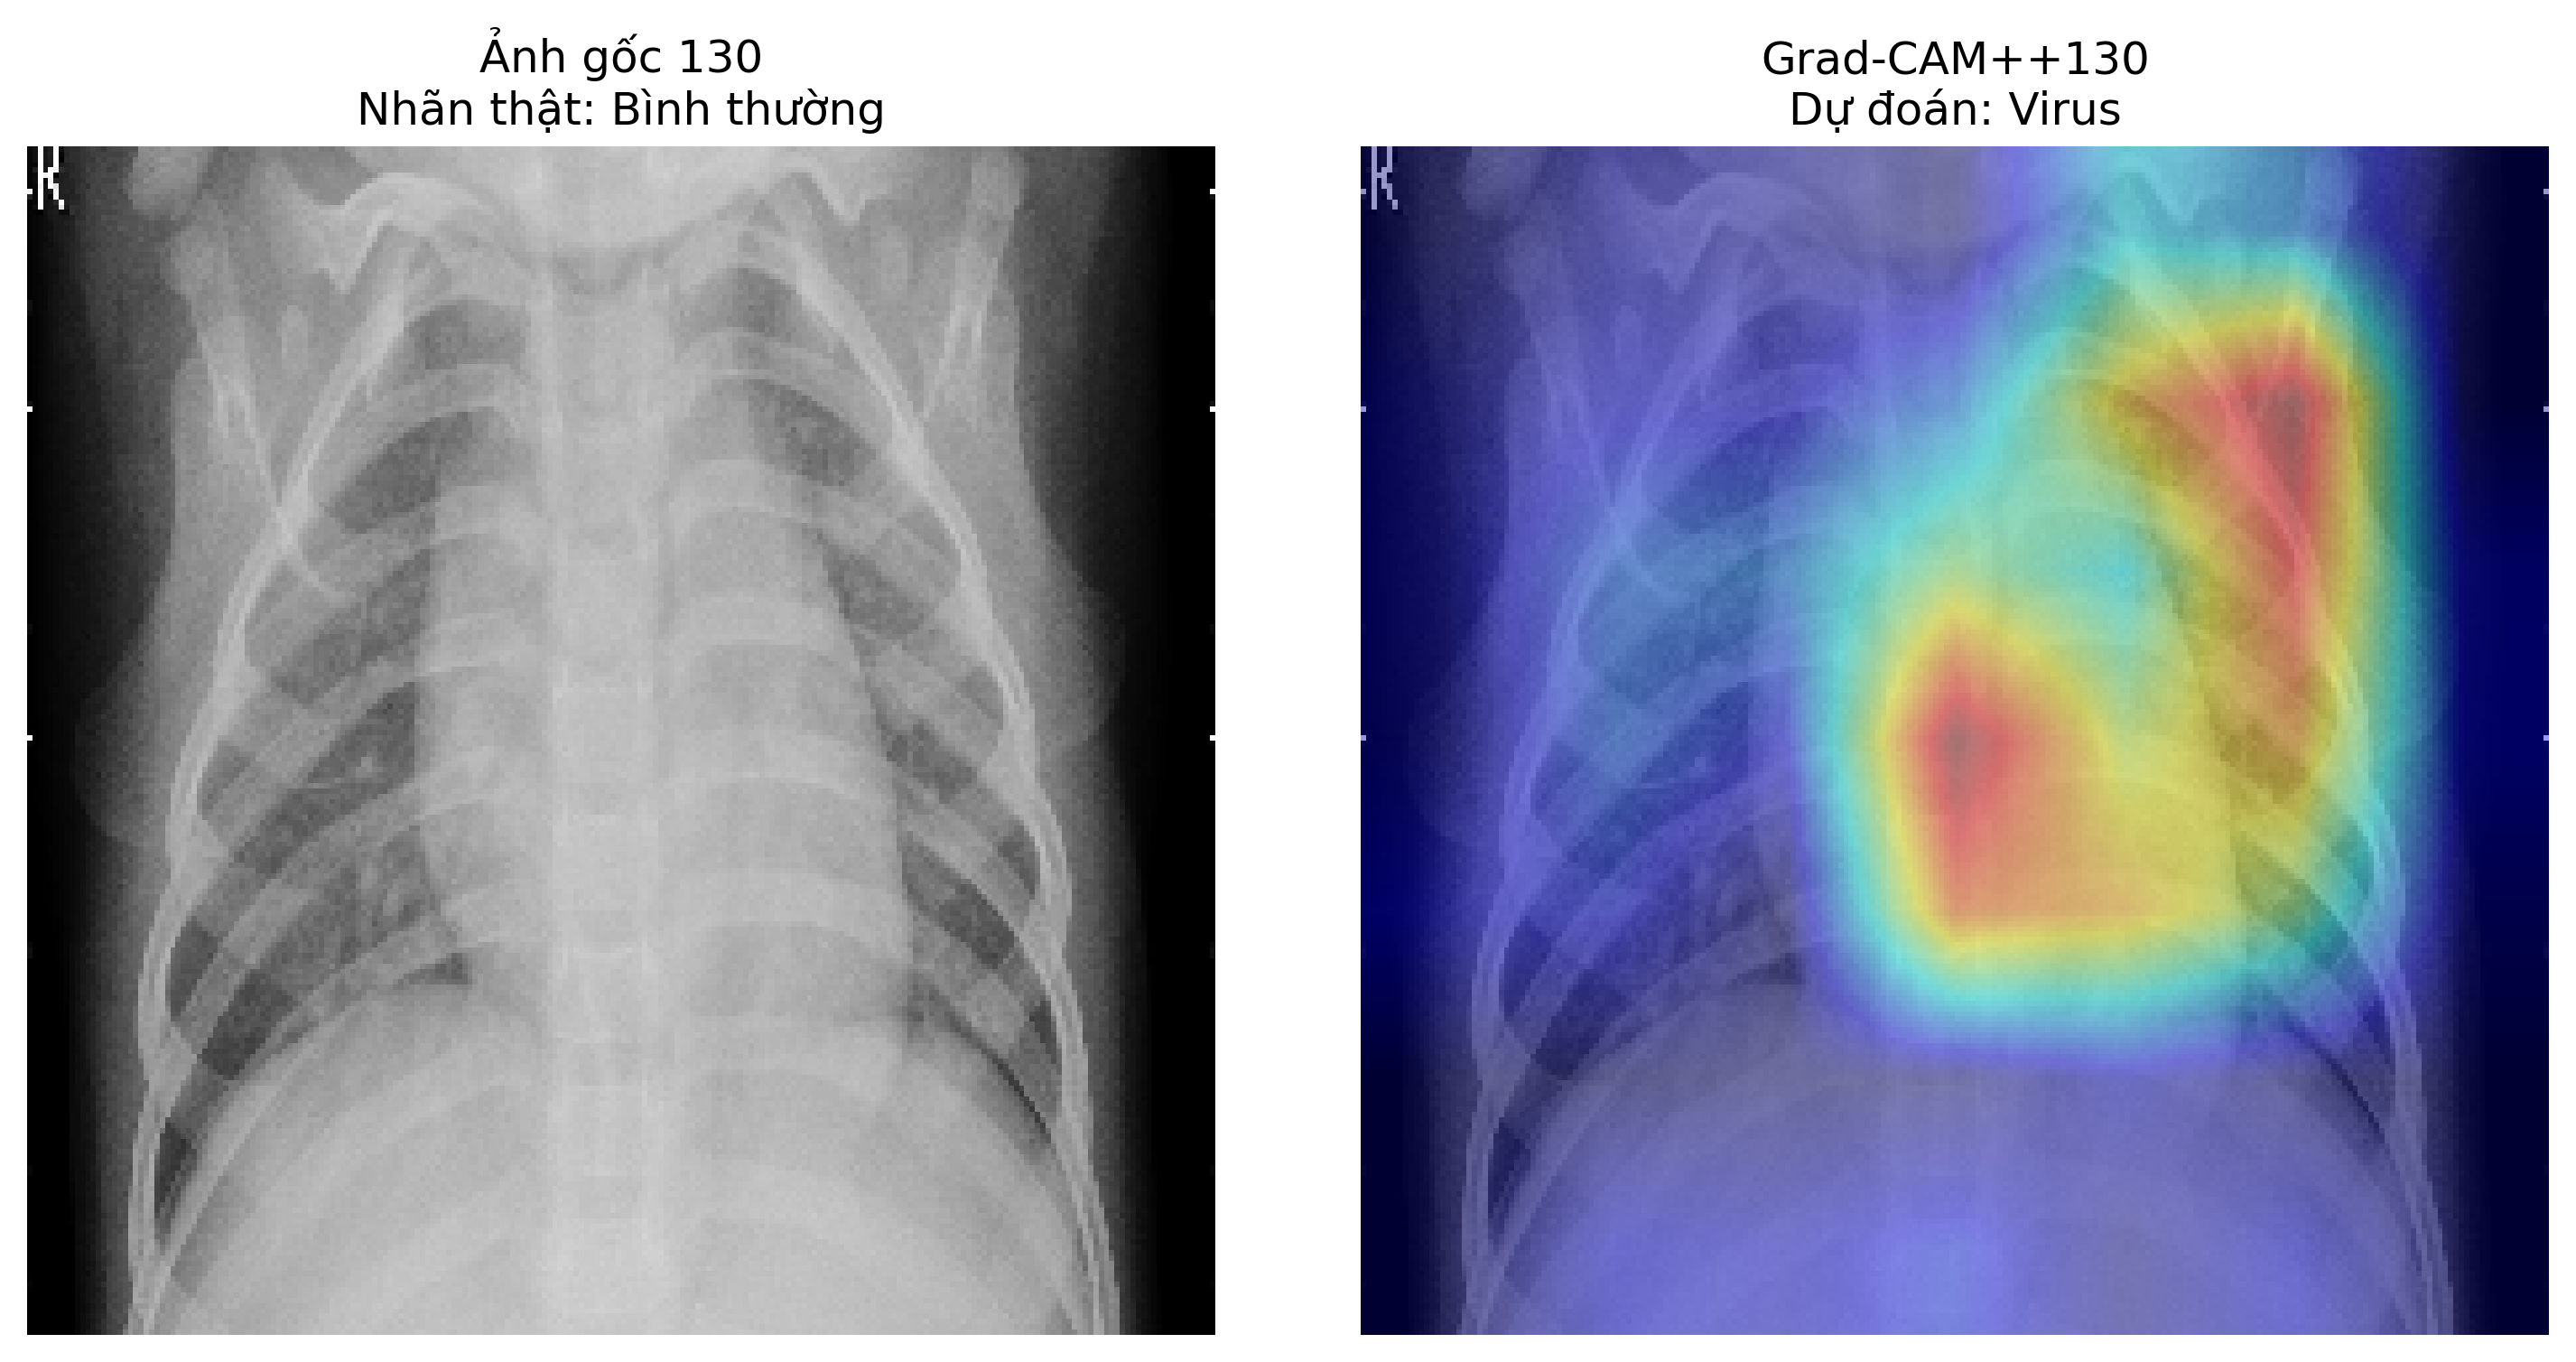 Ảnh gốc 130
Nhãn thật: Bình thường
Grad-CAM++130
Dự đoán: Virus